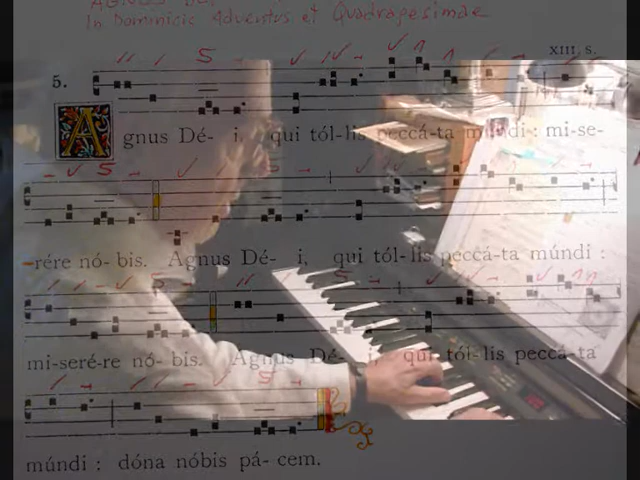 AGNUS DEI
In Dominicis Adventus et Quadragesimae
XIII, s.
5.
Agnus Dé- i, qui tól-lis peccá-ta múndi : mi-se-
-rére nó- bis. Agnus Dé- i, qui tól-lis peccá-ta múndi :
mi-seré-re nó- bis. Agnus Dé- i, qui tól-lis peccá-ta
múndi : dóna nóbis pá- cem.